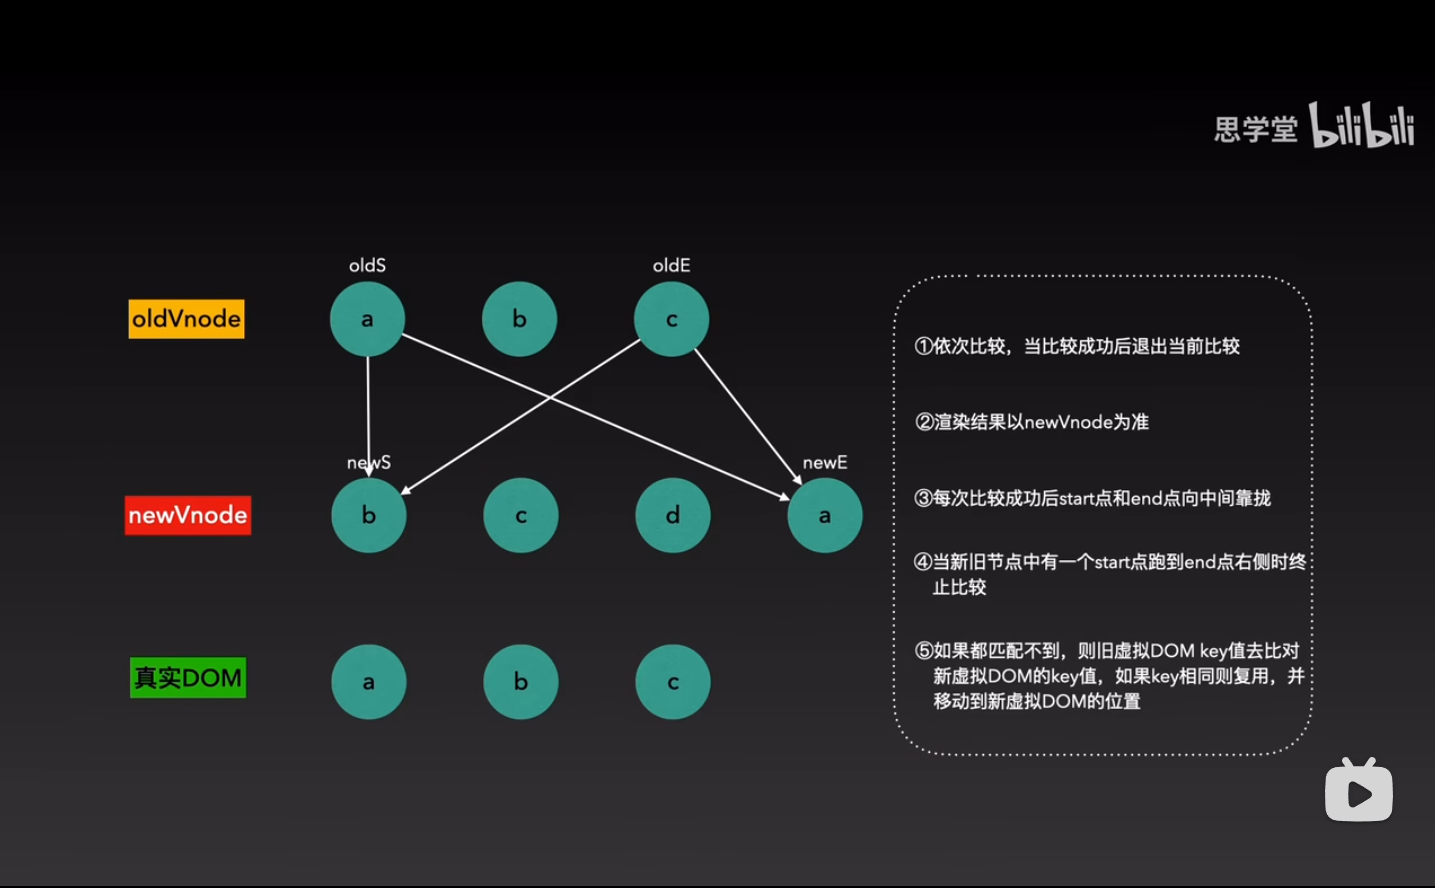 思学堂 bilibili
oldS oldE
oldVnode a b c
①依次比较，当比较成功后退出当前比较
②渲染结果以newVnode为准
newS newE
③每次比较成功后start点和end点向中间靠拢
newVnode b c d a
④当新旧节点中有一个start点跑到end点右侧时终
止比较
⑤如果都匹配不到，则旧虚拟DOM key值去比对
新虚拟DOM的key值，如果key相同则复用，并
移动到新虚拟DOM的位置
真实DOM a b c